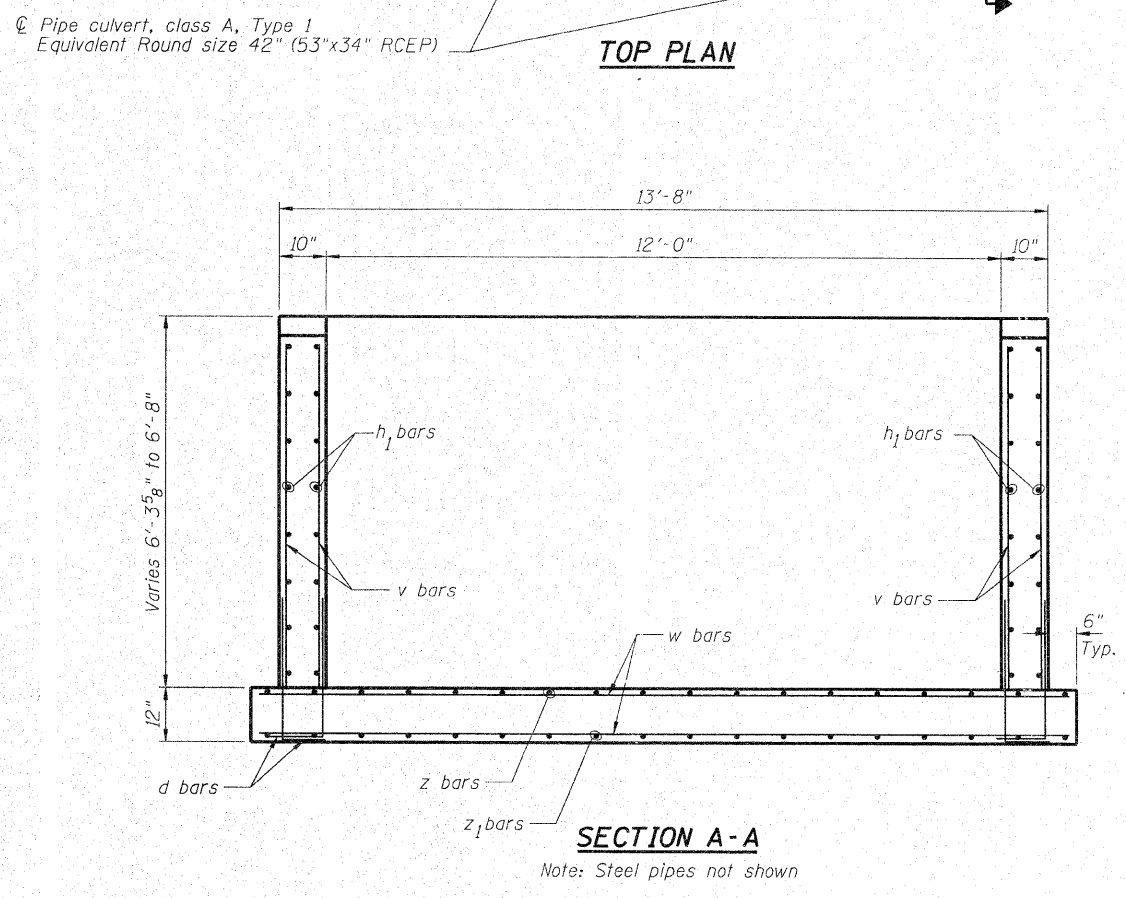 ℄ Pipe culvert, class A, Type 1
Equivalent Round size 42" (53"x34" RCEP)
TOP PLAN
13'-8"
10"
12'-0"
10"
Varies 6'-3 5/8" to 6'-8"
h1 bars
h1 bars
v bars
v bars
w bars
6"
Typ.
12"
d bars
z bars
z1 bars
SECTION A-A
Note: Steel pipes not shown